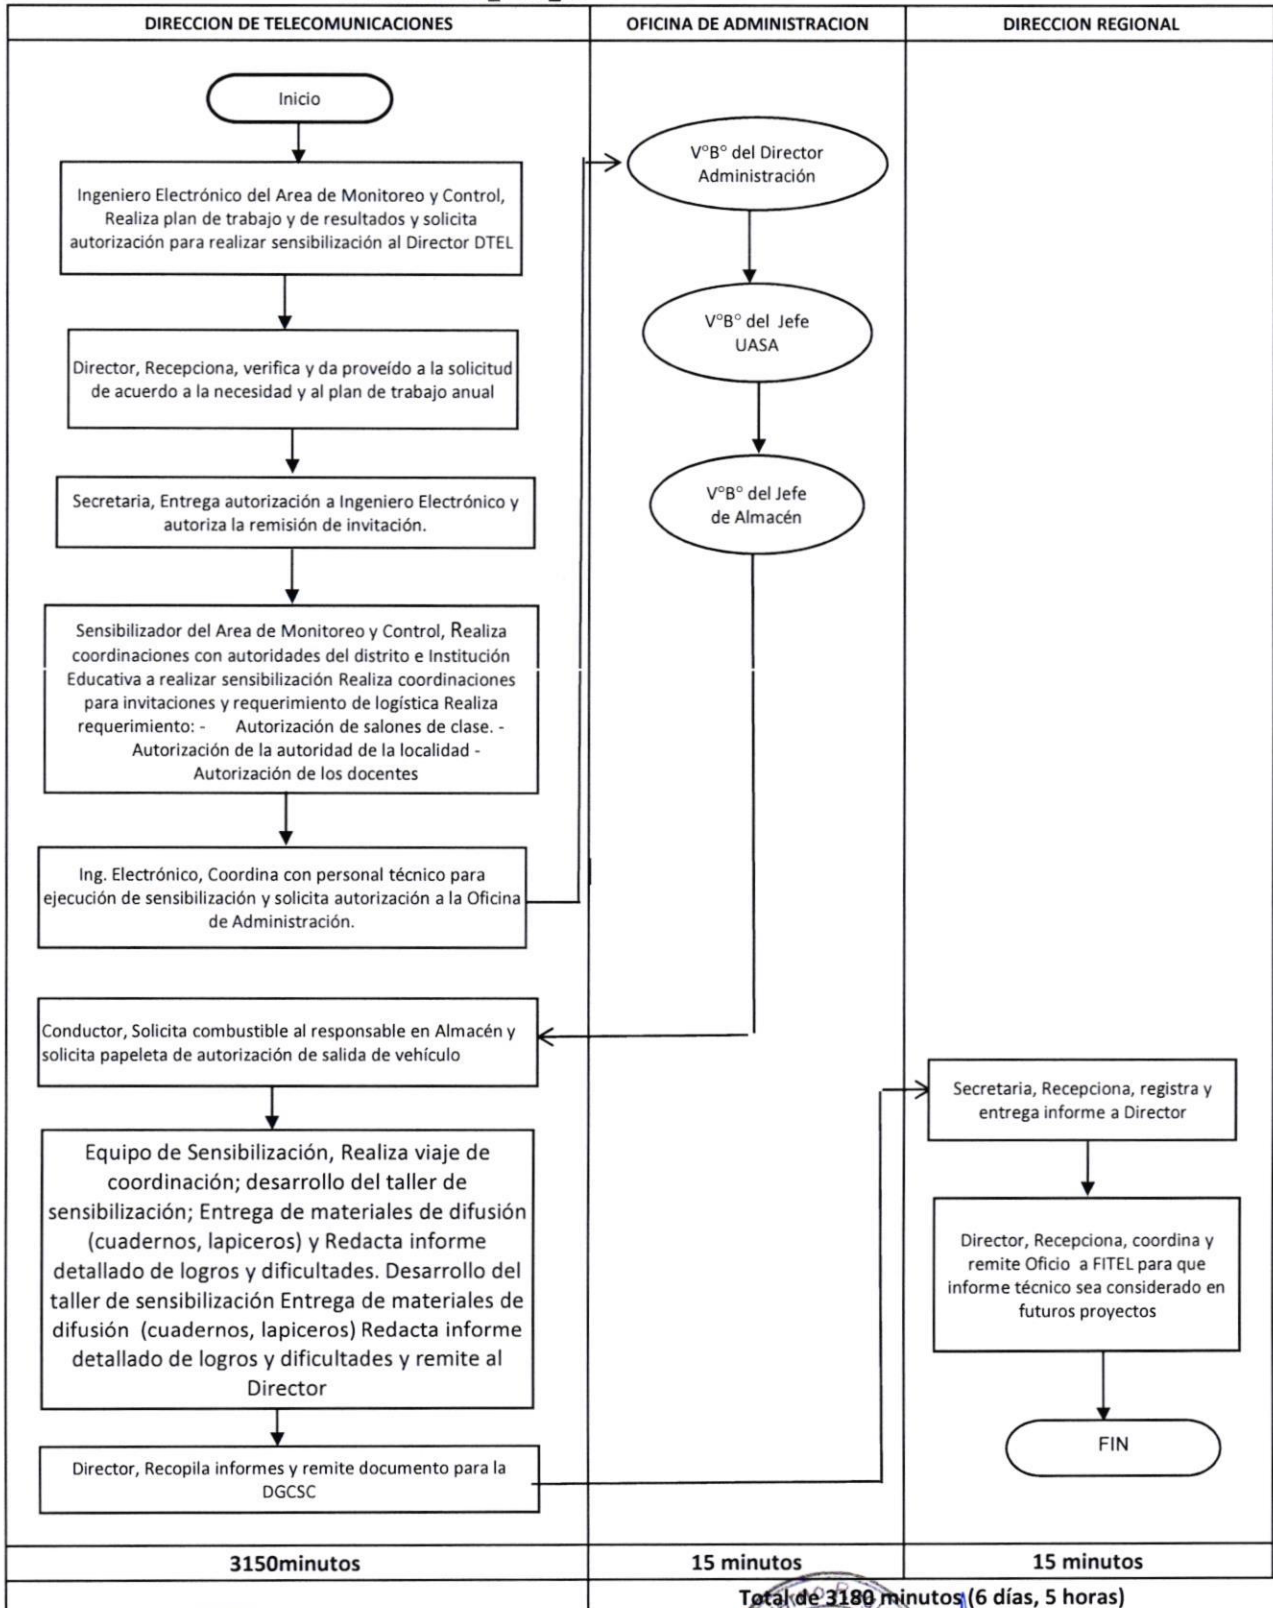 DIRECCION DE TELECOMUNICACIONES
OFICINA DE ADMINISTRACION
DIRECCION REGIONAL
Inicio
Ingeniero Electrónico del Area de Monitoreo y Control,
Realiza plan de trabajo y de resultados y solicita
autorización para realizar sensibilización al Director DTEL
Director, Recepciona, verifica y da proveído a la solicitud
de acuerdo a la necesidad y al plan de trabajo anual
Secretaria, Entrega autorización a Ingeniero Electrónico y
autoriza la remisión de invitación.
Sensibilizador del Area de Monitoreo y Control, Realiza
coordinaciones con autoridades del distrito e Institución
Educativa a realizar sensibilización Realiza coordinaciones
para invitaciones y requerimiento de logística Realiza
requerimiento: - Autorización de salones de clase. -
Autorización de la autoridad de la localidad -
Autorización de los docentes
Ing. Electrónico, Coordina con personal técnico para
ejecución de sensibilización y solicita autorización a la Oficina
de Administración.
V°B° del Director
Administración
V°B° del Jefe
UASA
V°B° del Jefe
de Almacén
Conductor, Solicita combustible al responsable en Almacén y
solicita papeleta de autorización de salida de vehículo
Equipo de Sensibilización, Realiza viaje de
coordinación; desarrollo del taller de
sensibilización; Entrega de materiales de difusión
(cuadernos, lapiceros) y Redacta informe
detallado de logros y dificultades. Desarrollo del
taller de sensibilización Entrega de materiales de
difusión (cuadernos, lapiceros) Redacta informe
detallado de logros y dificultades y remite al
Director
Director, Recopila informes y remite documento para la
DGCSC
Secretaria, Recepciona, registra y
entrega informe a Director
Director, Recepciona, coordina y
remite Oficio a FITEL para que
informe técnico sea considerado en
futuros proyectos
FIN
3150minutos
15 minutos
15 minutos
Total de 3180 minutos (6 días, 5 horas)